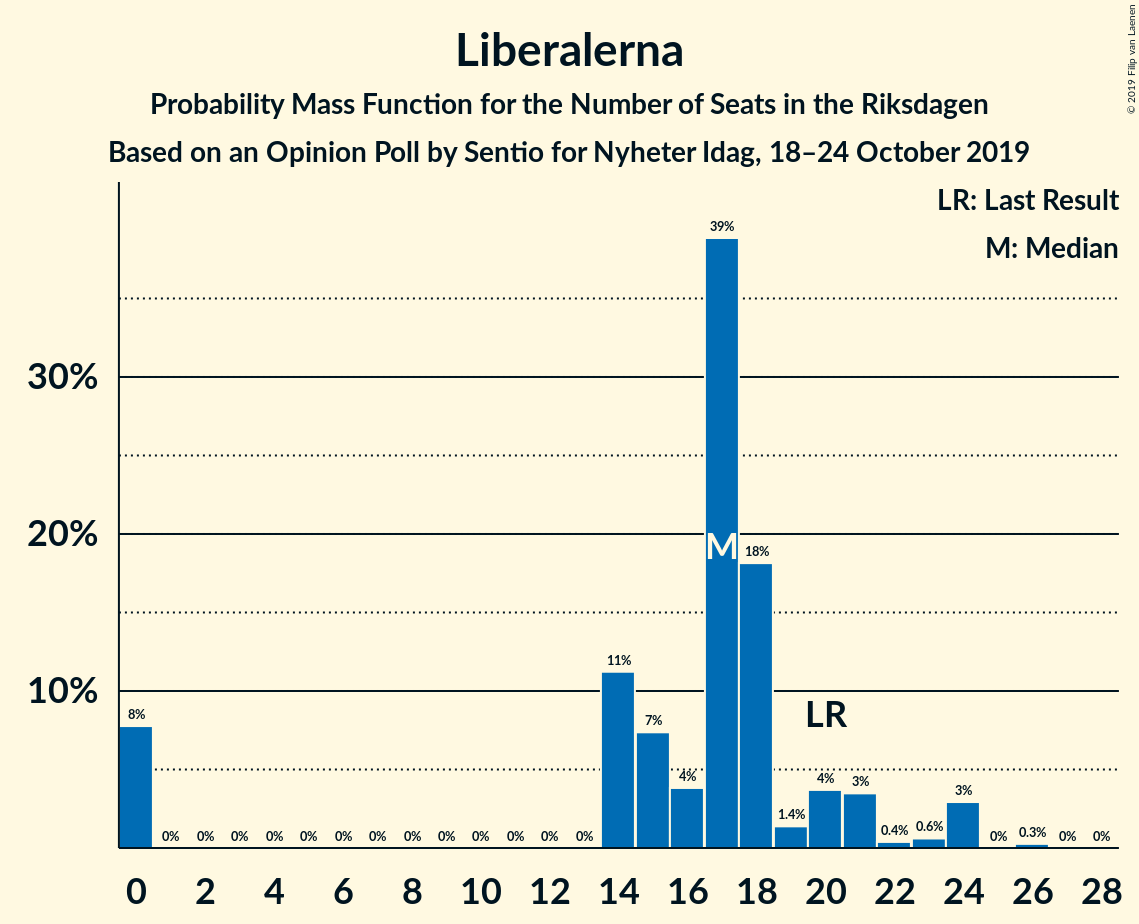 © 2019 Filip van Laenen
Liberalerna
Probability Mass Function for the Number of Seats in the Riksdagen
Based on an Opinion Poll by Sentio for Nyheter Idag, 18–24 October 2019
LR: Last Result
M: Median
39%
30%
20%
M
18%
11%
10%
8%
7%
LR
4%
4%
3%
3%
1.4%
0.4%
0.6%
0.3%
0% 0% 0% 0% 0% 0% 0% 0% 0% 0% 0% 0% 0% 0% 0% 0%
0 2 4 6 8 10 12 14 16 18 20 22 24 26 28